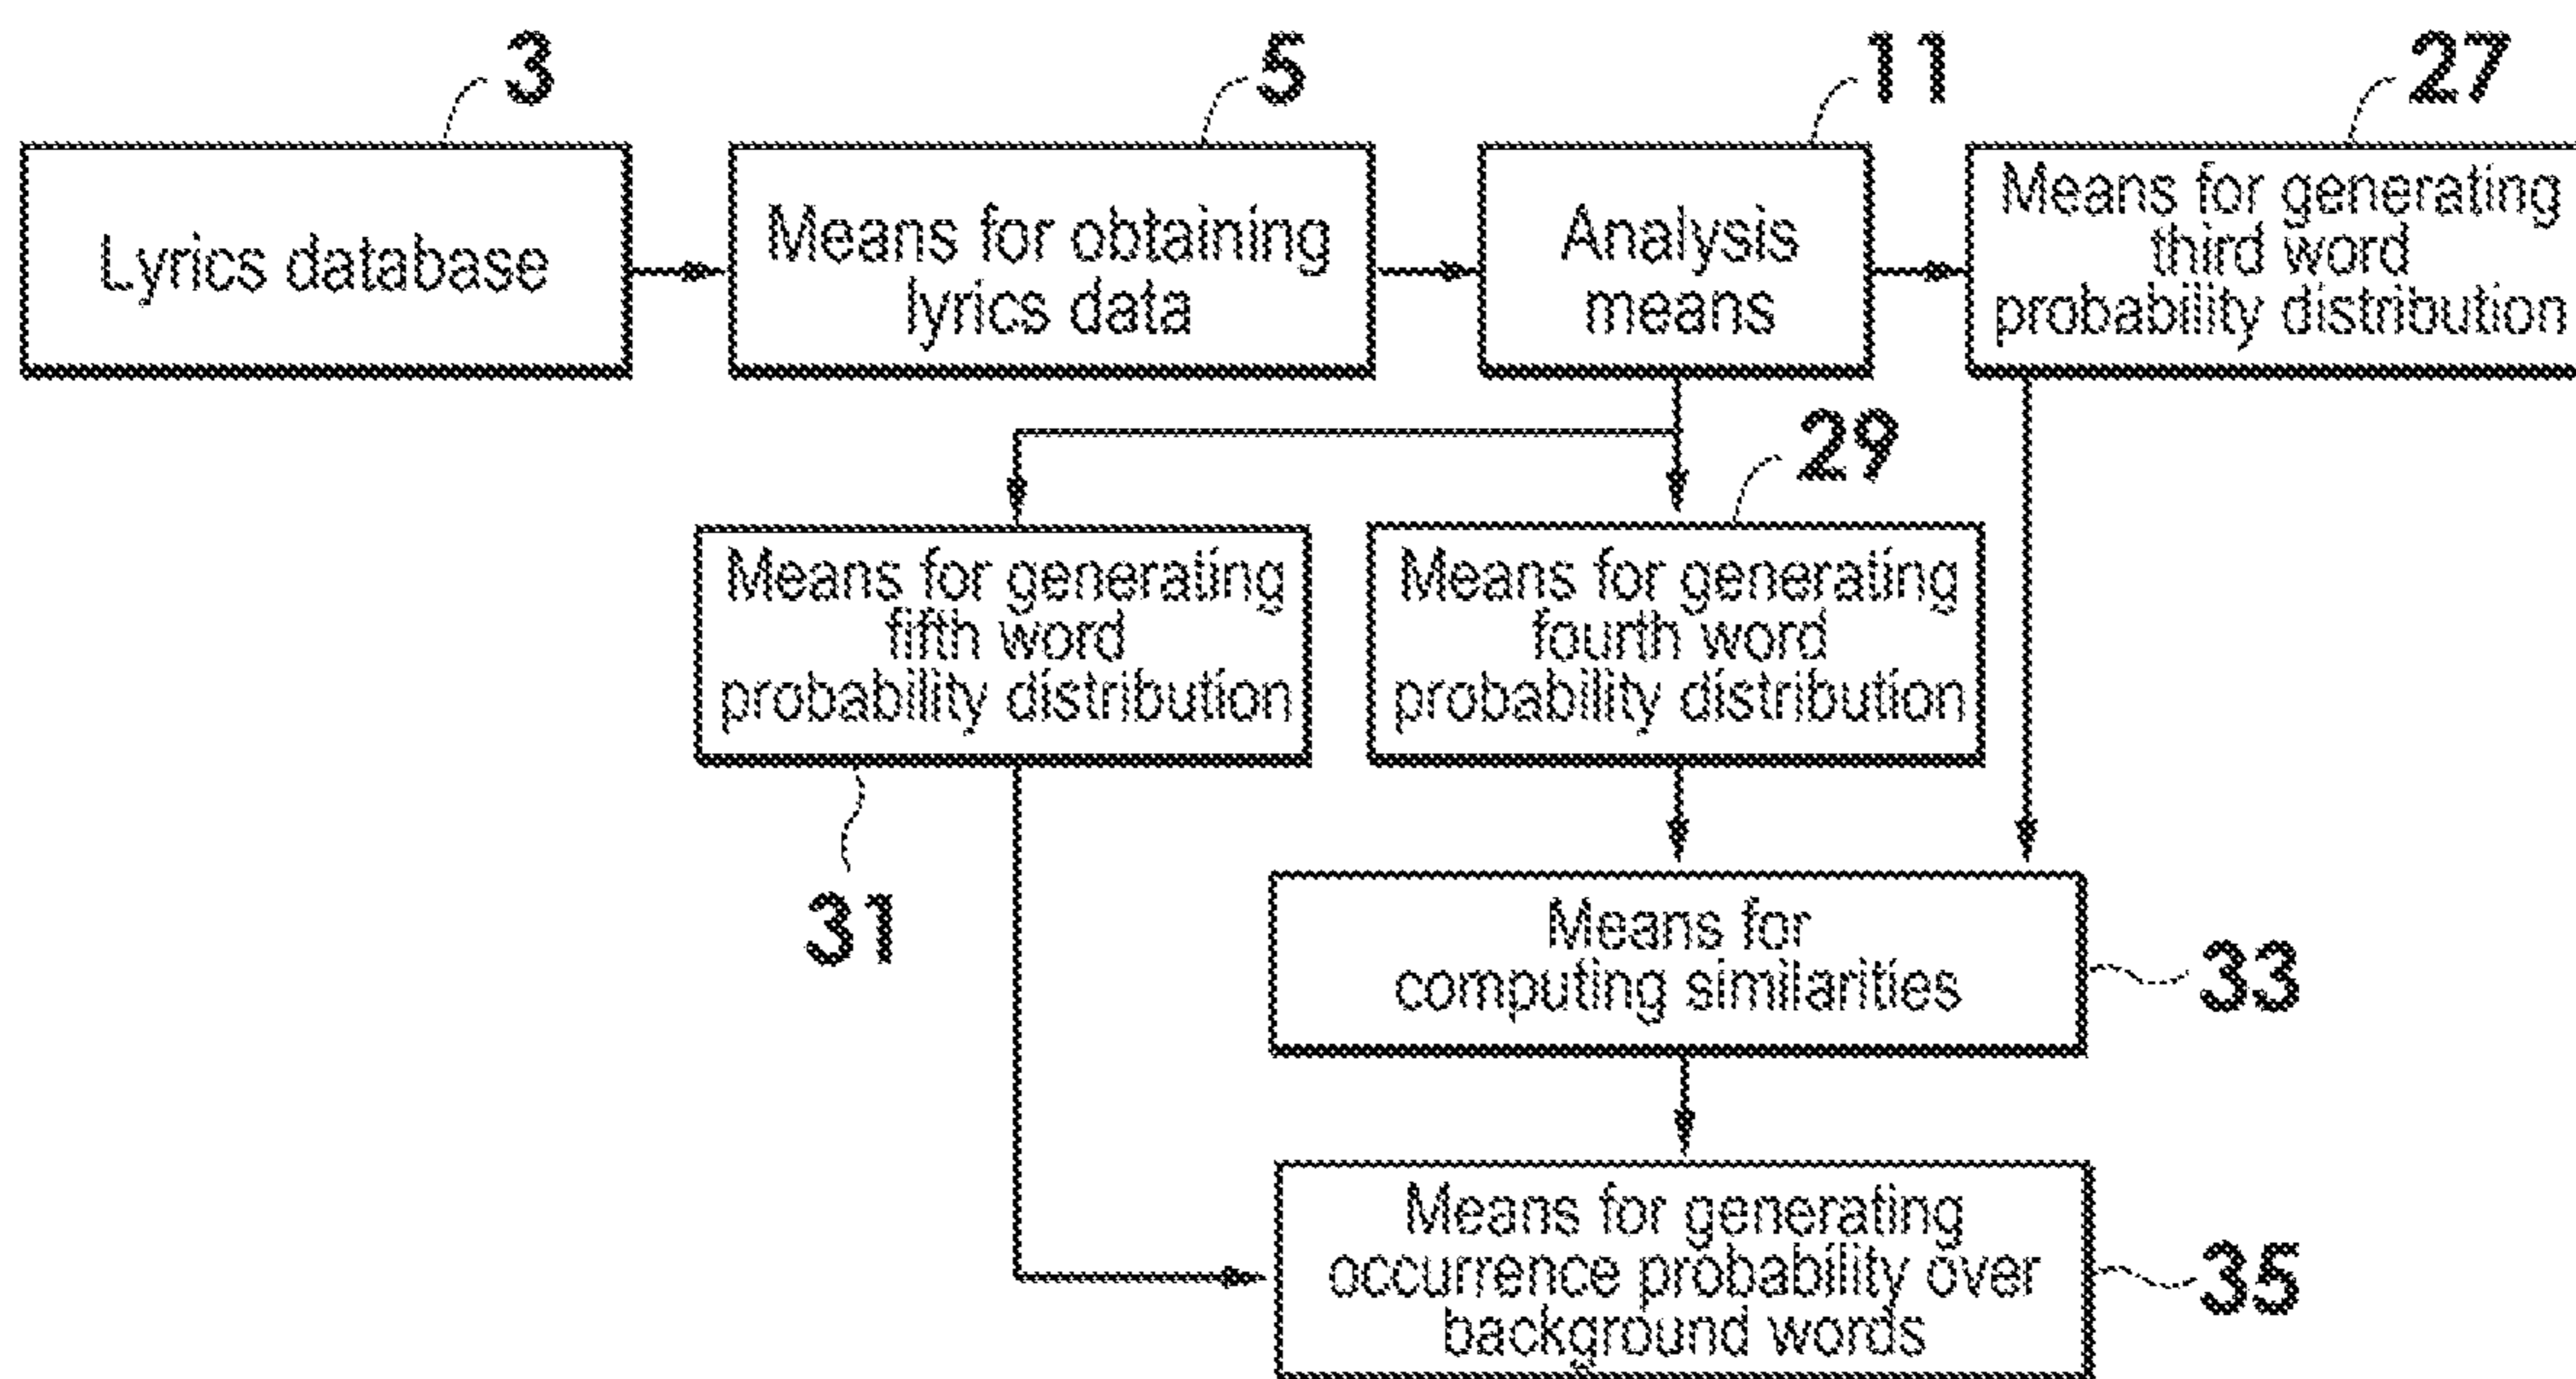 3
5
11
27
Lyrics database
Means for obtaining
lyrics data
Analysis
means
Means for generating
third word
probability distribution
29
Means for generating
fifth word
probability distribution
Means for generating
fourth word
probability distribution
31
Means for
computing similarities
33
Means for generating
occurrence probability over
background words
35